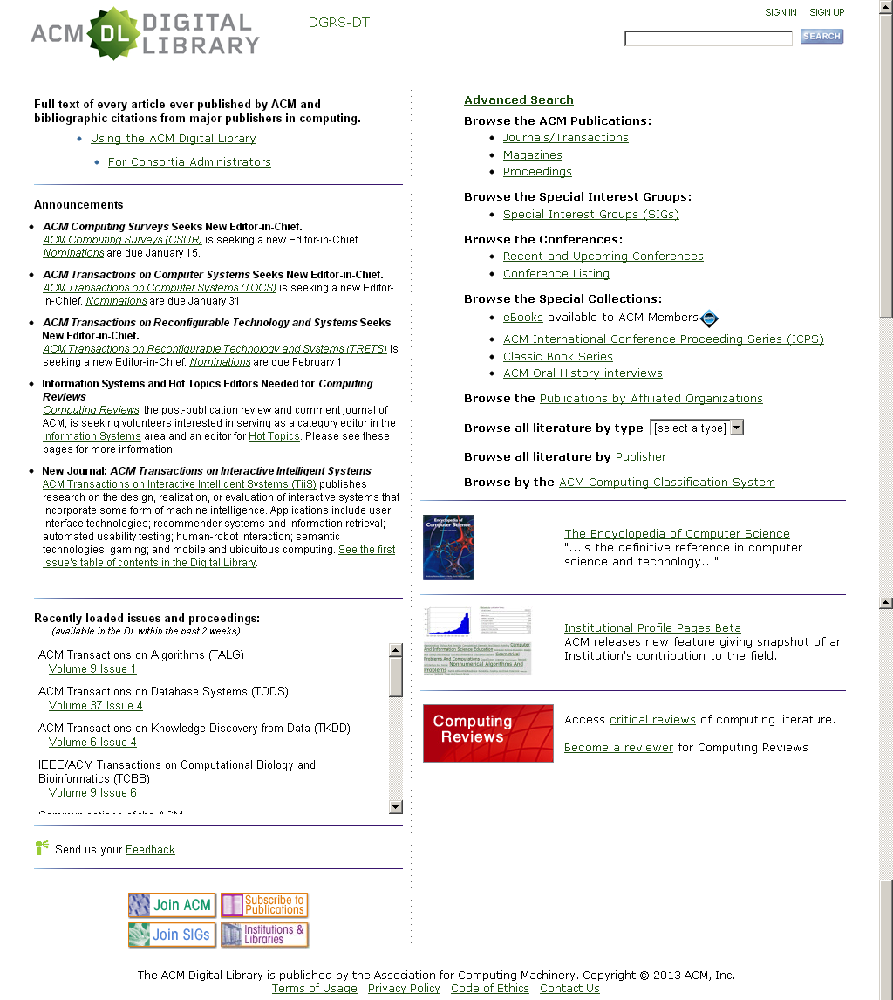 ACM DL DIGITAL LIBRARY
DGRS-DT
SIGN IN SIGN UP
SEARCH
Full text of every article ever published by ACM and
bibliographic citations from major publishers in computing.
Using the ACM Digital Library
For Consortia Administrators
Announcements
ACM Computing Surveys Seeks New Editor-in-Chief.
ACM Computing Surveys (CSUR) is seeking a new Editor-in-Chief.
Nominations are due January 15.
ACM Transactions on Computer Systems Seeks New Editor-in-Chief.
ACM Transactions on Computer Systems (TOCS) is seeking a new Editor-
in-Chief. Nominations are due January 31.
ACM Transactions on Reconfigurable Technology and Systems Seeks
New Editor-in-Chief.
ACM Transactions on Reconfigurable Technology and Systems (TRETS) is
seeking a new Editor-in-Chief. Nominations are due February 1.
Information Systems and Hot Topics Editors Needed for Computing
Reviews
Computing Reviews, the post-publication review and comment journal of
ACM, is seeking volunteers interested in serving as a category editor in the
Information Systems area and an editor for Hot Topics. Please see these
pages for more information.
New Journal: ACM Transactions on Interactive Intelligent Systems
ACM Transactions on Interactive Intelligent Systems (TiiS) publishes
research on the design, realization, or evaluation of interactive systems that
incorporate some form of machine intelligence. Applications include user
interface technologies; recommender systems and information retrieval;
automated usability testing; human-robot interaction; semantic
technologies; gaming; and mobile and ubiquitous computing. See the first
issue's table of contents in the Digital Library.
Recently loaded issues and proceedings:
(available in the DL within the past 2 weeks)
ACM Transactions on Algorithms (TALG)
Volume 9 Issue 1
ACM Transactions on Database Systems (TODS)
Volume 37 Issue 4
ACM Transactions on Knowledge Discovery from Data (TKDD)
Volume 6 Issue 4
IEEE/ACM Transactions on Computational Biology and
Bioinformatics (TCBB)
Volume 9 Issue 6
Communications of the ACM
Send us your Feedback
Join ACM
Subscribe to Publications
Join SIGs
Institutions & Libraries
Advanced Search
Browse the ACM Publications:
Journals/Transactions
Magazines
Proceedings
Browse the Special Interest Groups:
Special Interest Groups (SIGs)
Browse the Conferences:
Recent and Upcoming Conferences
Conference Listing
Browse the Special Collections:
eBooks available to ACM Members
ACM International Conference Proceeding Series (ICPS)
Classic Book Series
ACM Oral History interviews
Browse the Publications by Affiliated Organizations
Browse all literature by type [select a type]
Browse all literature by Publisher
Browse by the ACM Computing Classification System
Encyclopedia of
Computer Science
The Encyclopedia of Computer Science
"...is the definitive reference in computer
science and technology..."
Computer
And Information Science Education
Geometrical
Problems And Computations
Nonnumerical Algorithms And
Problems
Institutional Profile Pages Beta
ACM releases new feature giving snapshot of an
Institution's contribution to the field.
Computing
Reviews
Access critical reviews of computing literature.
Become a reviewer for Computing Reviews
The ACM Digital Library is published by the Association for Computing Machinery. Copyright © 2013 ACM, Inc.
Terms of Usage Privacy Policy Code of Ethics Contact Us